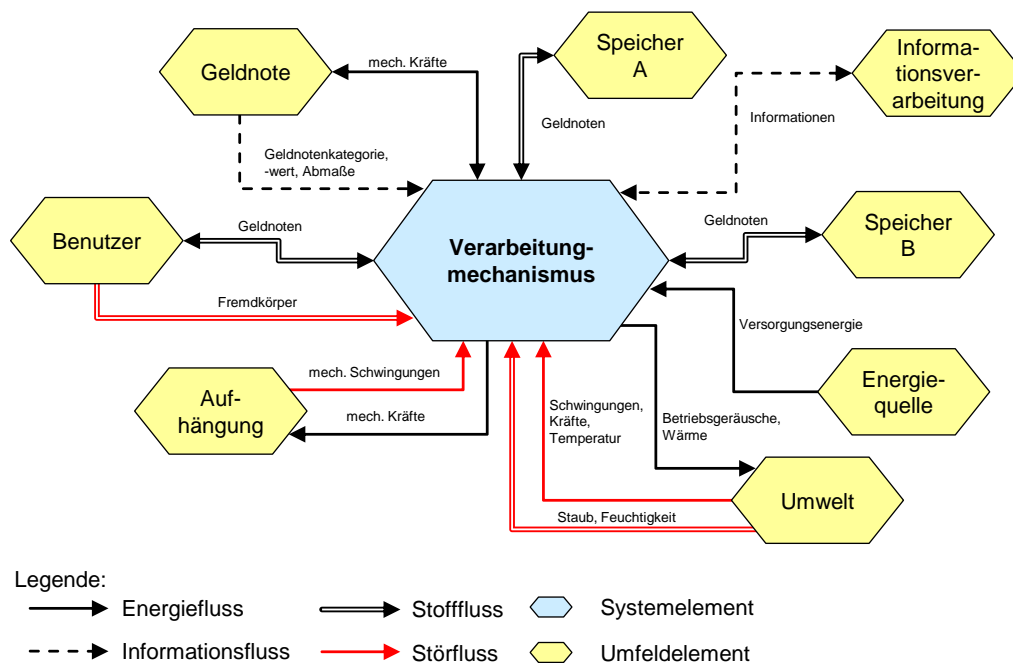 Geldnote
mech. Kräfte
Speicher
A
Informa-
tionsver-
arbeitung
Geldnoten
Informationen
Geldnotenkategorie,
-wert, Abmaße
Benutzer
Geldnoten
Verarbeitung-
mechanismus
Geldnoten
Speicher
B
Fremdkörper
Versorgungsenergie
mech. Schwingungen
Auf-
hängung
mech. Kräfte
Schwingungen,
Kräfte,
Temperatur
Betriebsgeräusche,
Wärme
Energie-
quelle
Umwelt
Staub, Feuchtigkeit
Legende:
Energiefluss
Stofffluss
Systemelement
Informationsfluss
Störfluss
Umfeldelement